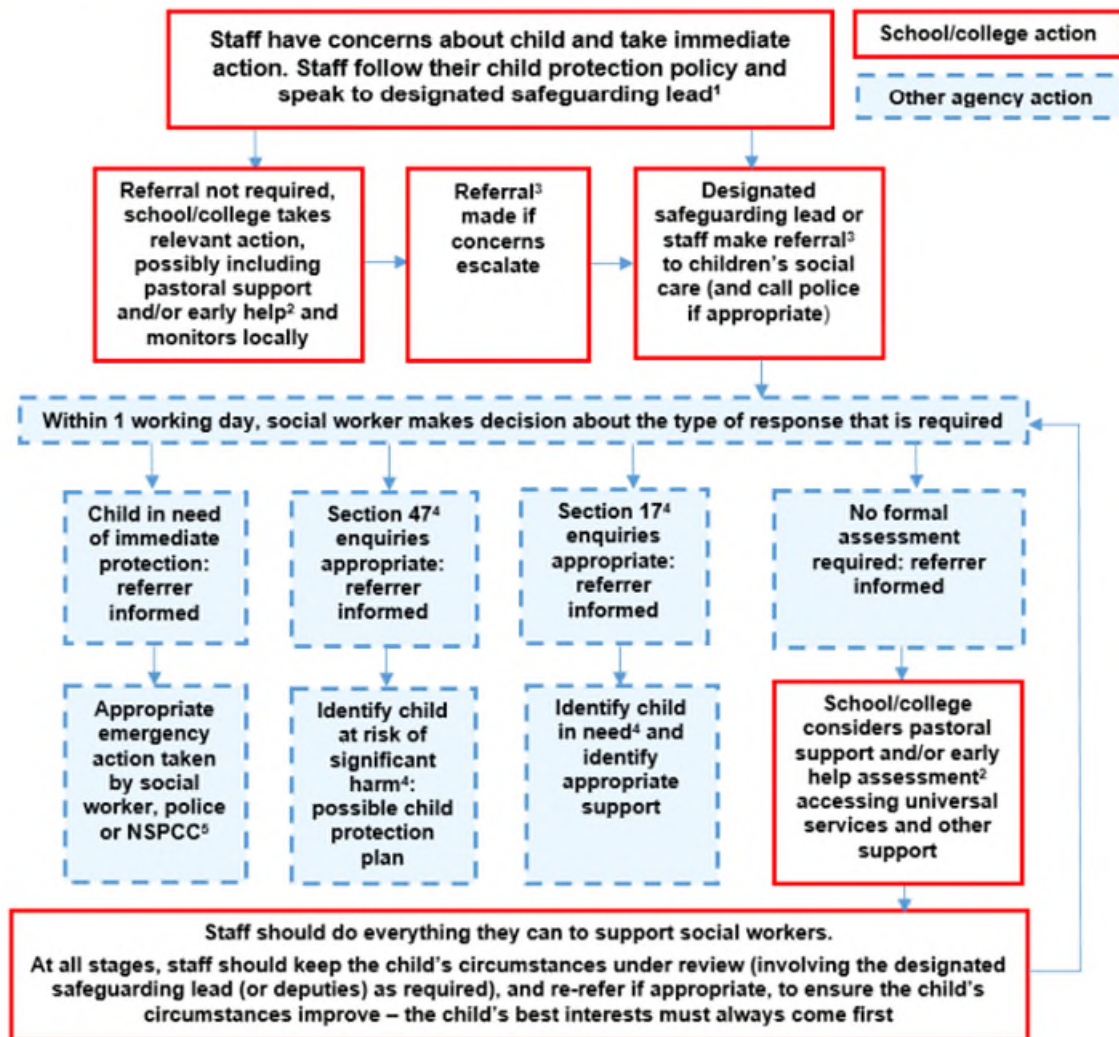 Staff have concerns about child and take immediate
action. Staff follow their child protection policy and
speak to designated safeguarding lead¹
School/college action
Other agency action
Referral not required,
school/college takes
relevant action,
possibly including
pastoral support
and/or early help² and
monitors locally
Referral³
made if
concerns
escalate
Designated
safeguarding lead or
staff make referral³
to children's social
care (and call police
if appropriate)
Within 1 working day, social worker makes decision about the type of response that is required
Child in need
of immediate
protection:
referrer
informed
Section 47⁴
enquiries
appropriate:
referrer
informed
Section 17⁴
enquiries
appropriate:
referrer
informed
No formal
assessment
required: referrer
informed
Appropriate
emergency
action taken
by social
worker, police
or NSPCC⁵
Identify child
at risk of
significant
harm⁴:
possible child
protection
plan
Identify child
in need⁴ and
identify
appropriate
support
School/college
considers pastoral
support and/or early
help assessment²
accessing universal
services and other
support
Staff should do everything they can to support social workers.
At all stages, staff should keep the child's circumstances under review (involving the designated
safeguarding lead (or deputies) as required), and re-refer if appropriate, to ensure the child's
circumstances improve – the child's best interests must always come first